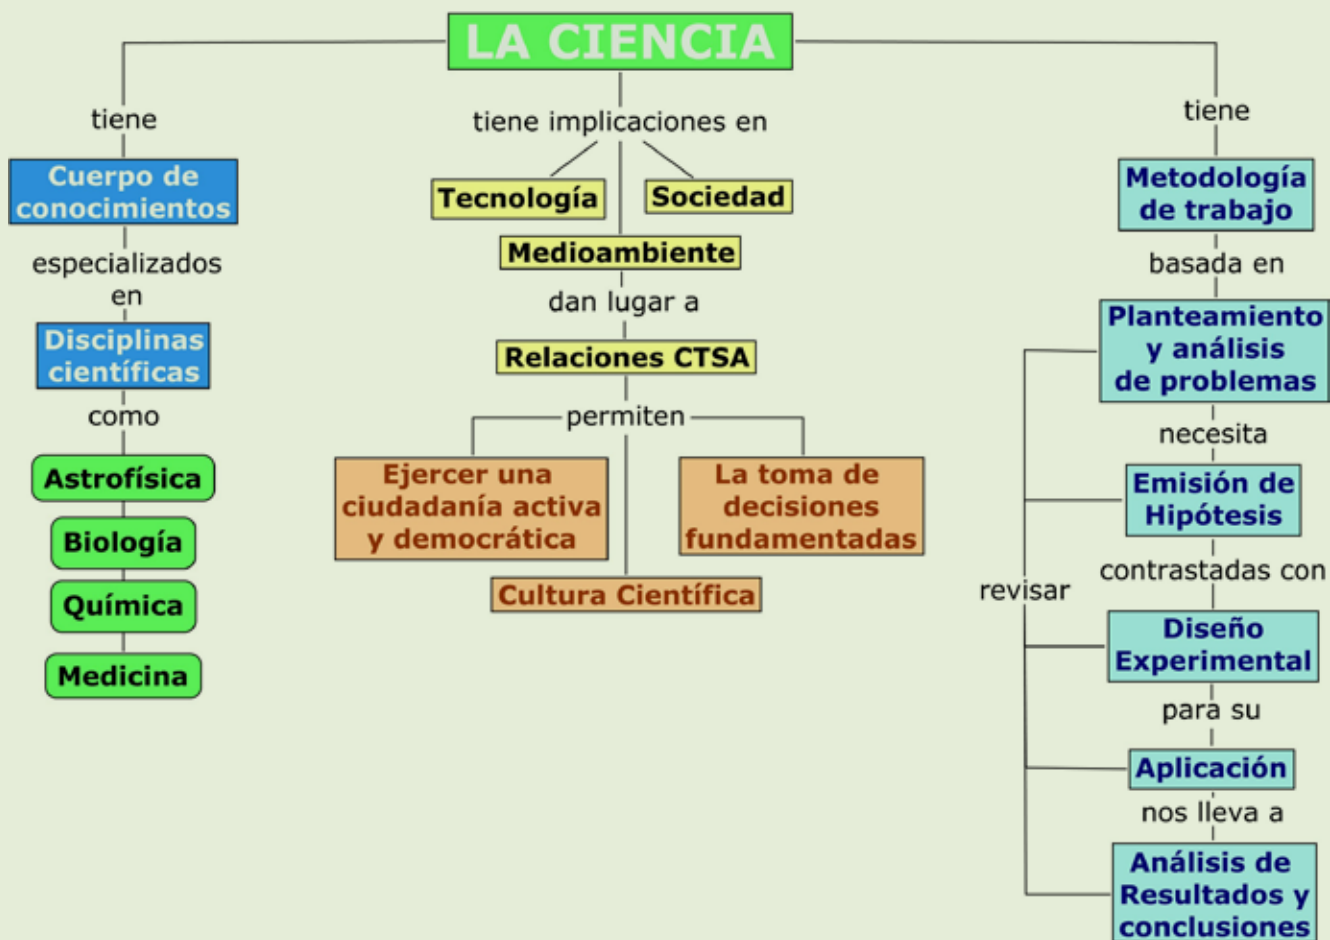 LA CIENCIA
tiene
Cuerpo de
conocimientos
especializados
en
Disciplinas
científicas
como
Astrofísica
Biología
Química
Medicina
tiene implicaciones en
Tecnología
Sociedad
Medioambiente
dan lugar a
Relaciones CTSA
permiten
Ejercer una
ciudadanía activa
y democrática
La toma de
decisiones
fundamentadas
Cultura Científica
tiene
Metodología
de trabajo
basada en
Planteamiento
y análisis
de problemas
necesita
Emisión de
Hipótesis
contrastadas con
revisar
Diseño
Experimental
para su
Aplicación
nos lleva a
Análisis de
Resultados y
conclusiones